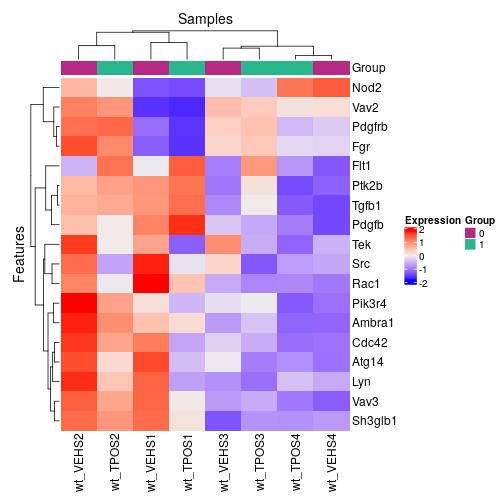 Samples
Group
Nod2
Vav2
Pdgfrb
Fgr
Flt1
Ptk2b
Tgfb1
Pdgfb
Tek
Src
Rac1
Pik3r4
Ambra1
Cdc42
Atg14
Lyn
Vav3
Sh3glb1
Features
wt_VEHS2
wt_TPOS2
wt_VEHS1
wt_TPOS1
wt_VEHS3
wt_TPOS3
wt_TPOS4
wt_VEHS4
Expression
2
1
0
-1
-2
Group
0
1